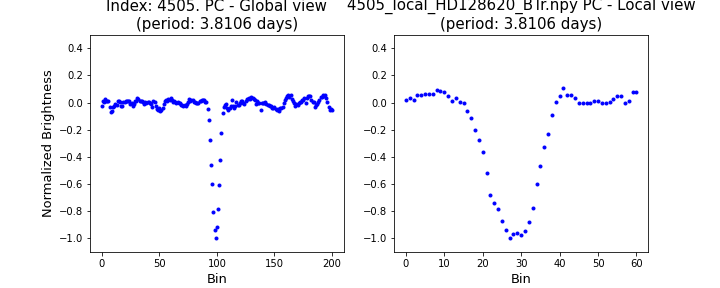 Index: 4505. PC - Global view
(period: 3.8106 days)
4505_local_HD128620_BTr.npy PC - Local view
(period: 3.8106 days)
Normalized Brightness
0.4
0.2
0.0
−0.2
−0.4
−0.6
−0.8
−1.0
0 50 100 150 200
Bin
0.4
0.2
0.0
−0.2
−0.4
−0.6
−0.8
−1.0
0 10 20 30 40 50 60
Bin